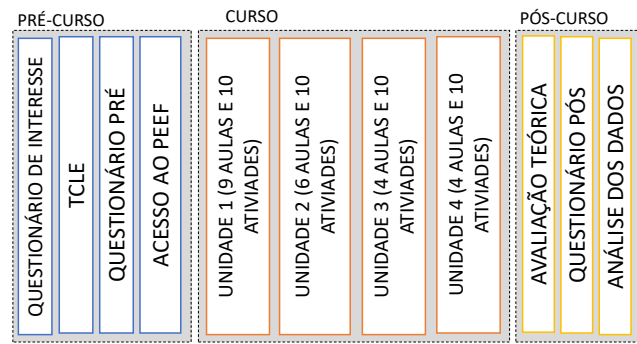 PRÉ-CURSO
QUESTIONÁRIO DE INTERESSE
TCLE
QUESTIONÁRIO PRÉ
ACESSO AO PEEF
CURSO
UNIDADE 1 (9 AULAS E 10
ATIVIADES)
UNIDADE 2 (6 AULAS E 10
ATIVIADES)
UNIDADE 3 (4 AULAS E 10
ATIVIADES)
UNIDADE 4 (4 AULAS E 10
ATIVIADES)
PÓS-CURSO
AVALIAÇÃO TEÓRICA
QUESTIONÁRIO PÓS
ANÁLISE DOS DADOS